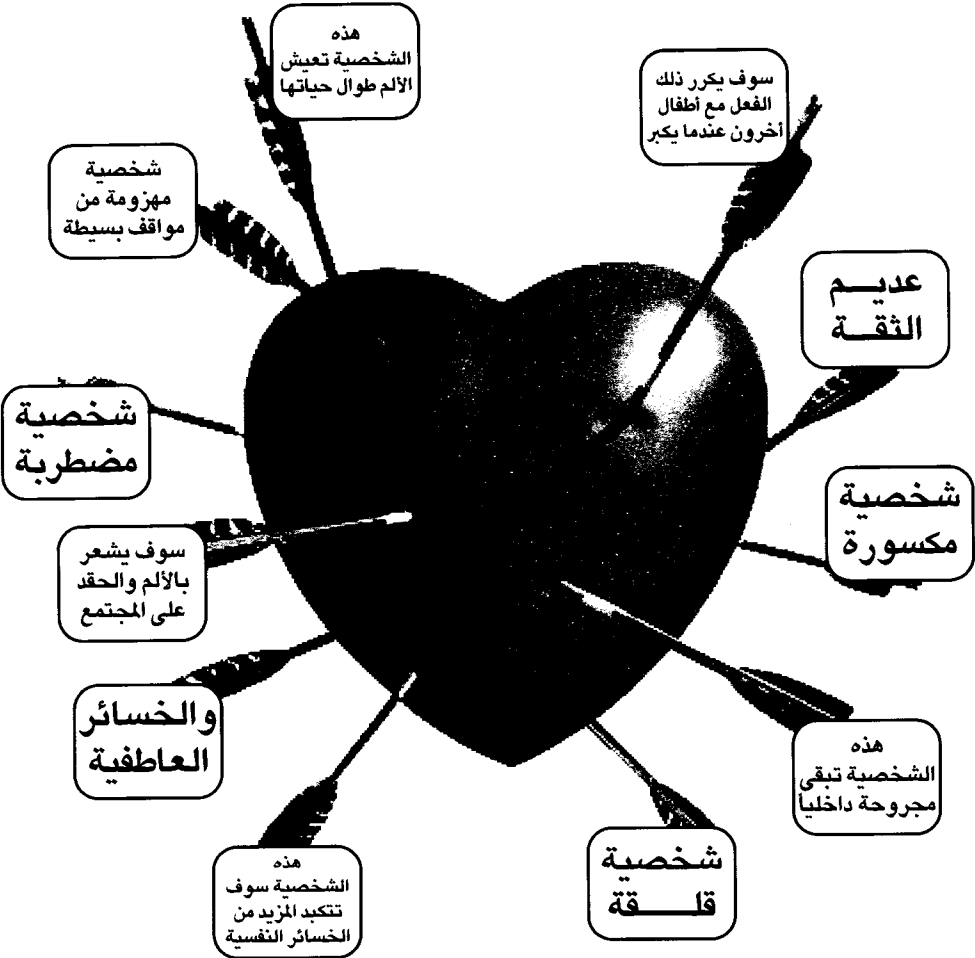 هذه
الشخصية تعيش
الألم طوال حياتها
سوف يكرر ذلك
الفعل مع أطفال
أخرون عندما يكبر
شخصية
مهزومة من
مواقف بسيطة
عديم
الثقة
شخصية
مضطربة
شخصية
مكسورة
سوف يشعر
بالألم والحقد
على المجتمع
والخسائر
العاطفية
هذه
الشخصية تبقى
مجروحة داخلياً
شخصية
قلقة
هذه
الشخصية سوف
تتكبد المزيد من
الخسائر النفسية